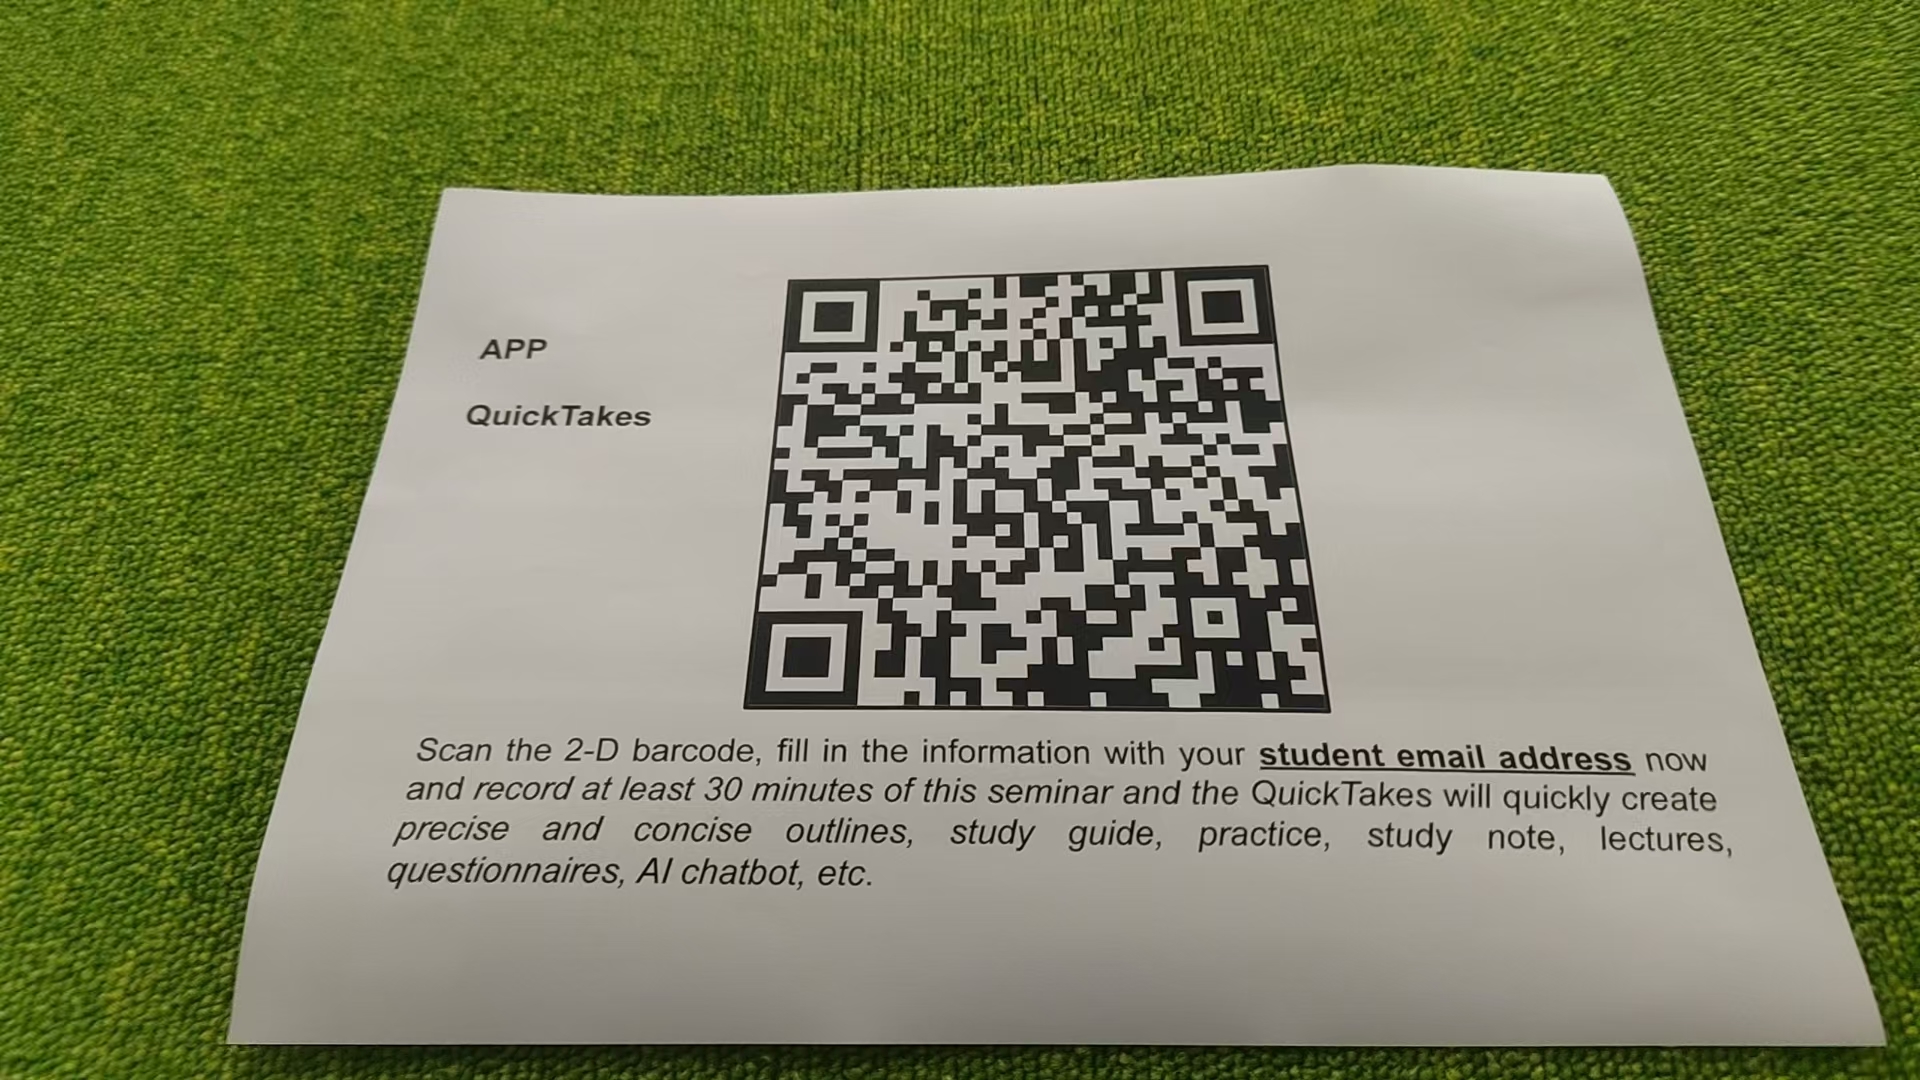 APP
QuickTakes
Scan the 2-D barcode, fill in the information with your student email address now
and record at least 30 minutes of this seminar and the QuickTakes will quickly create
precise and concise outlines, study guide, practice, study note, lectures,
questionnaires, AI chatbot, etc.